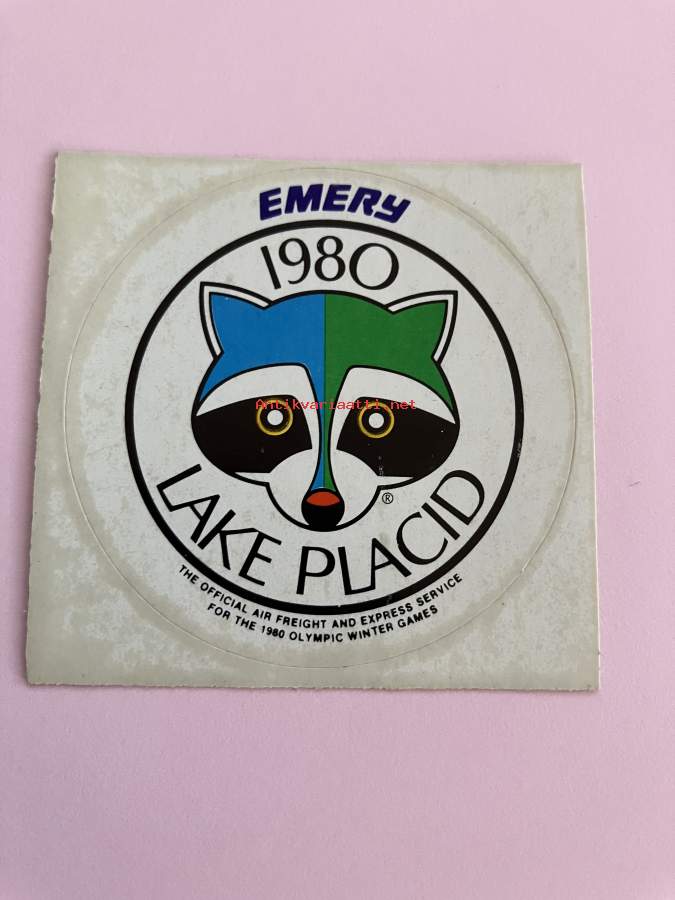 EMERY
1980
Antikvariaatti.net
®
LAKE PLACID
THE OFFICIAL AIR FREIGHT AND EXPRESS SERVICE
FOR THE 1980 OLYMPIC WINTER GAMES